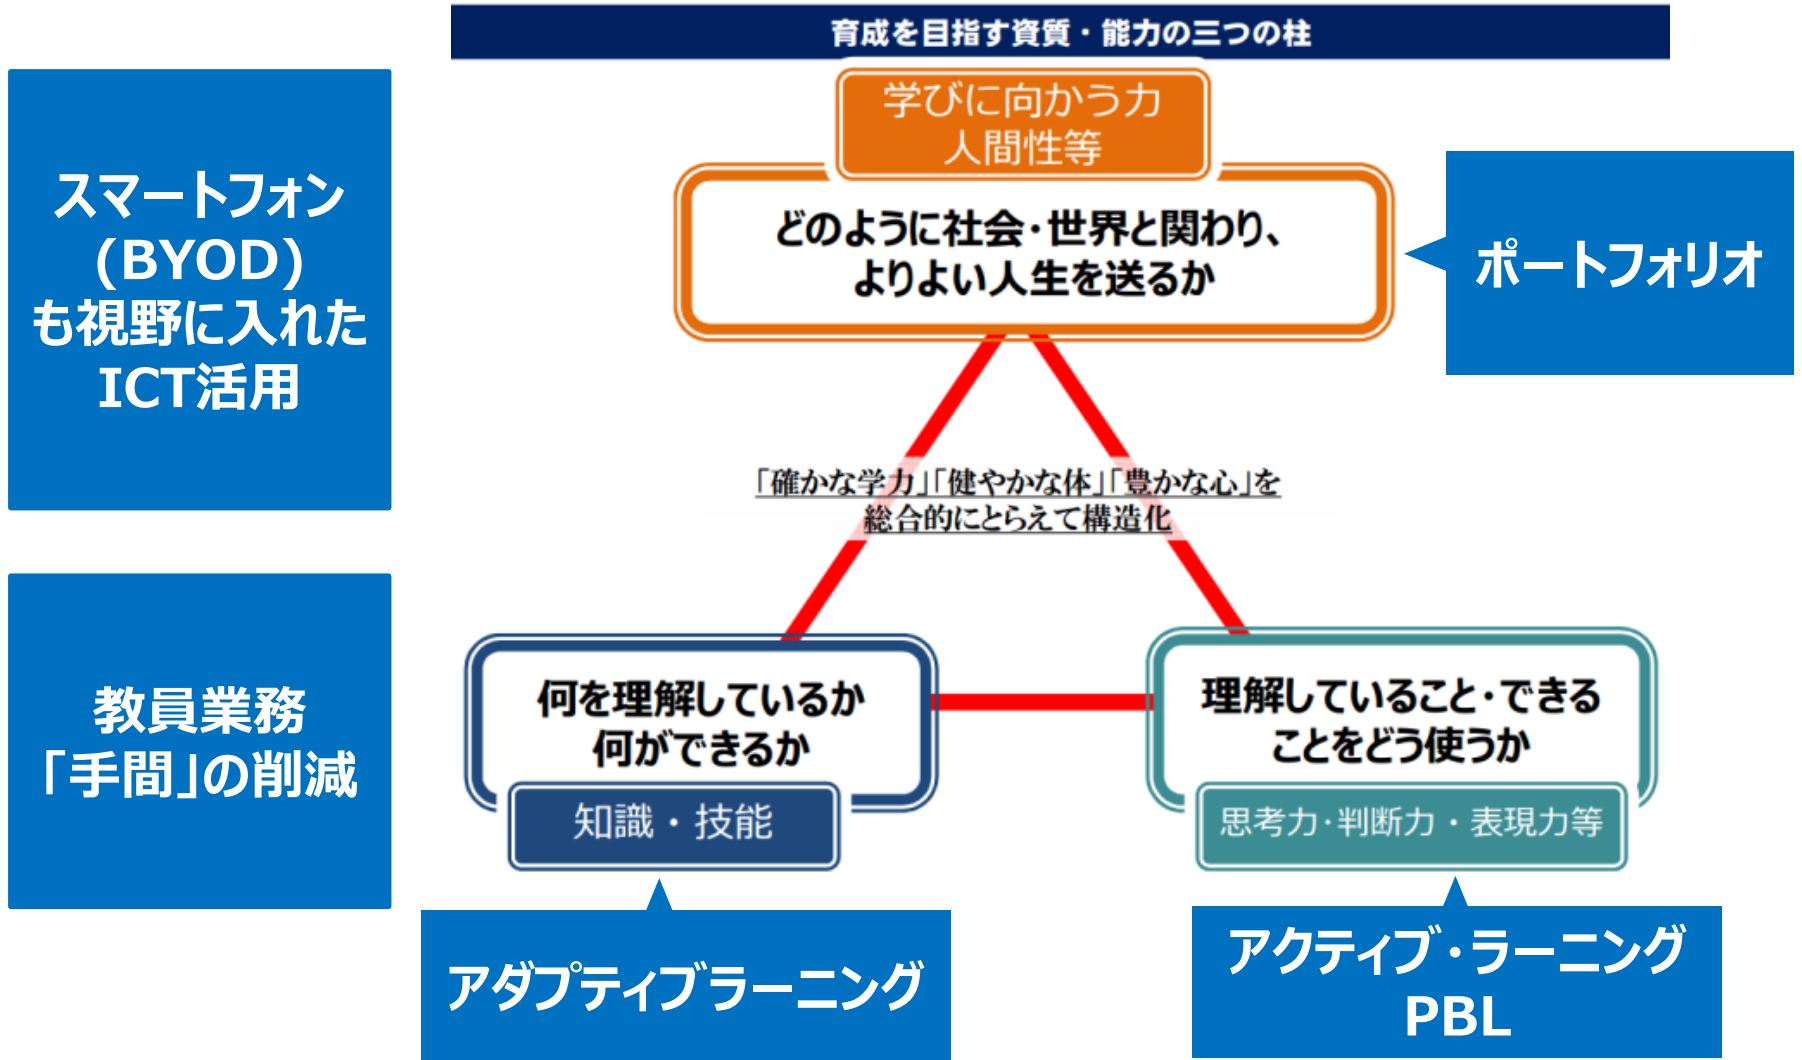 育成を目指す資質・能力の三つの柱
スマートフォン
(BYOD)
も視野に入れた
ICT活用
学びに向かう力
人間性等
どのように社会・世界と関わり、
よりよい人生を送るか
ポートフォリオ
「確かな学力」「健やかな体」「豊かな心」を
総合的にとらえて構造化
教員業務
「手間」の削減
何を理解しているか
何ができるか
知識・技能
理解していること・できる
ことをどう使うか
思考力・判断力・表現力等
アダプティブラーニング
アクティブ・ラーニング
PBL